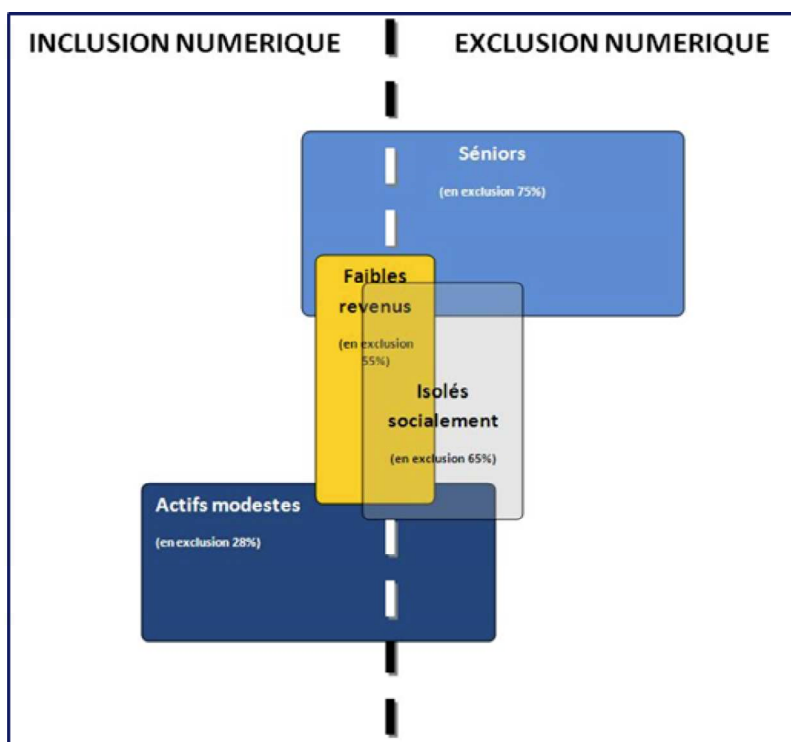 INCLUSION NUMERIQUE
EXCLUSION NUMERIQUE
Séniors
(en exclusion 75%)
Faibles
revenus
(en exclusion
55%)
Isolés
socialement
(en exclusion 65%)
Actifs modestes
(en exclusion 28%)